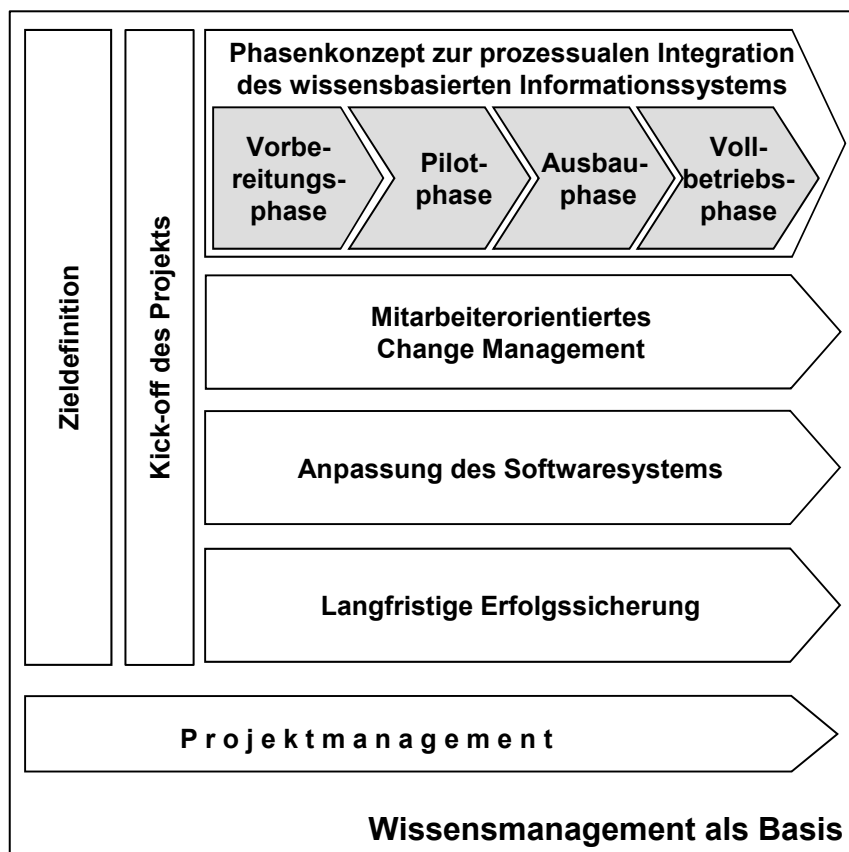 Zieldefinition
Kick-off des Projekts
Phasenkonzept zur prozessualen Integration
des wissensbasierten Informationssystems
Vorbe-
reitungs-
phase
Pilot-
phase
Ausbau-
phase
Voll-
betriebs-
phase
Mitarbeiterorientiertes
Change Management
Anpassung des Softwaresystems
Langfristige Erfolgssicherung
Projektmanagement
Wissensmanagement als Basis